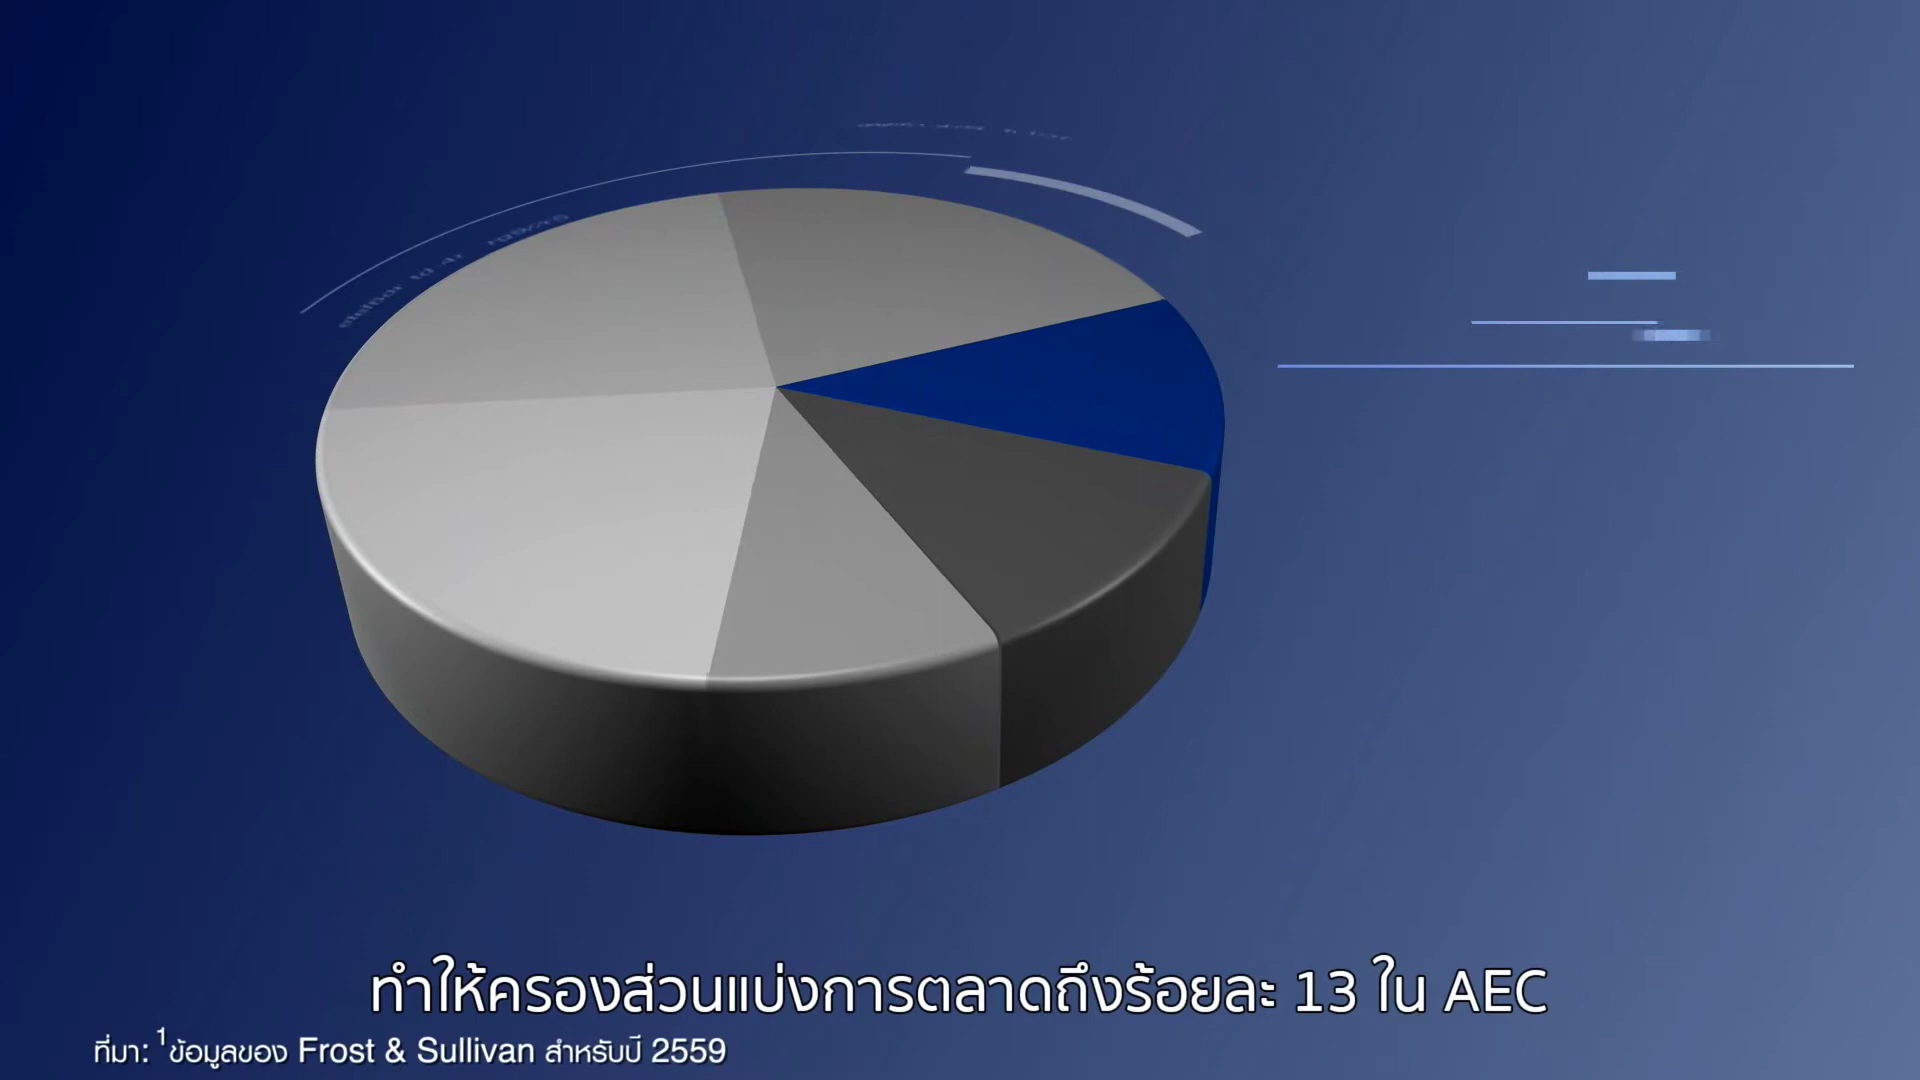 ทำให้ครองส่วนแบ่งการตลาดถึงร้อยละ 13 ใน AEC
ที่มา: ¹ข้อมูลของ Frost & Sullivan สำหรับปี 2559